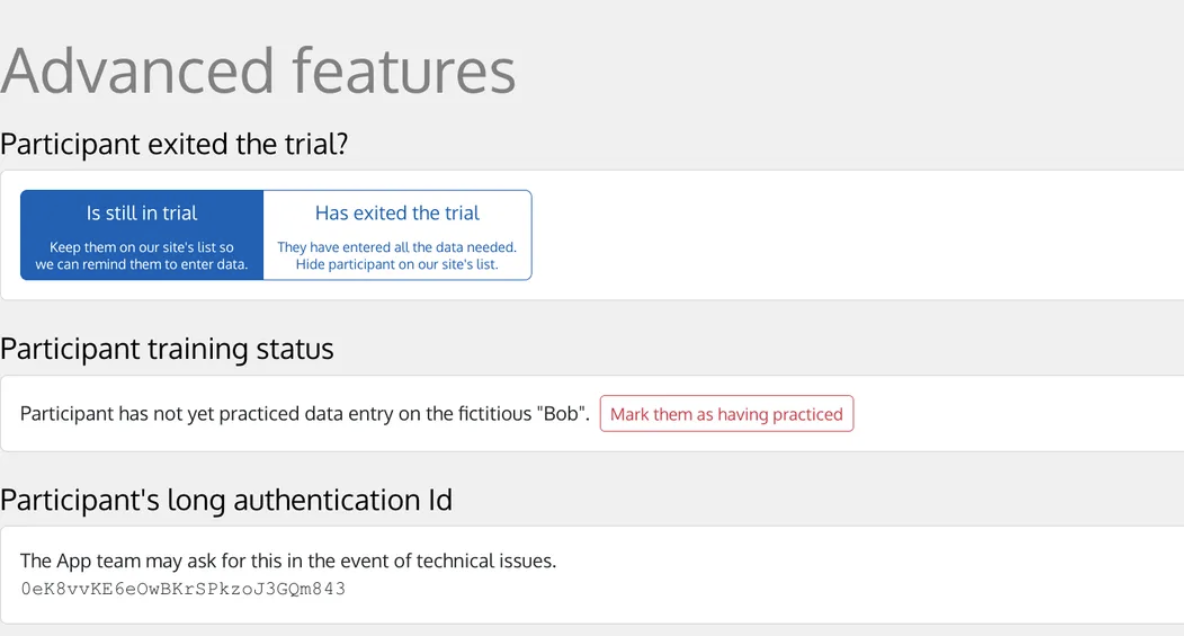 Advanced features
Participant exited the trial?
Is still in trial
Keep them on our site's list so
we can remind them to enter data.
Has exited the trial
They have entered all the data needed.
Hide participant on our site's list.
Participant training status
Participant has not yet practiced data entry on the fictitious "Bob". Mark them as having practiced
Participant's long authentication Id
The App team may ask for this in the event of technical issues.
0eK8vvKE6eOwBKrSPkzoJ3GQm843